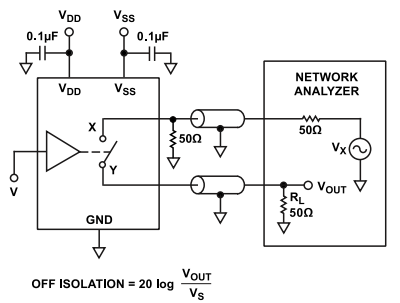 VDD
VSS
0.1µF
0.1µF
VDD
VSS
NETWORK
ANALYZER
X
50Ω
50Ω
VX
Y
V
VOUT
RL
50Ω
GND
OFF ISOLATION = 20 log VOUT
VS